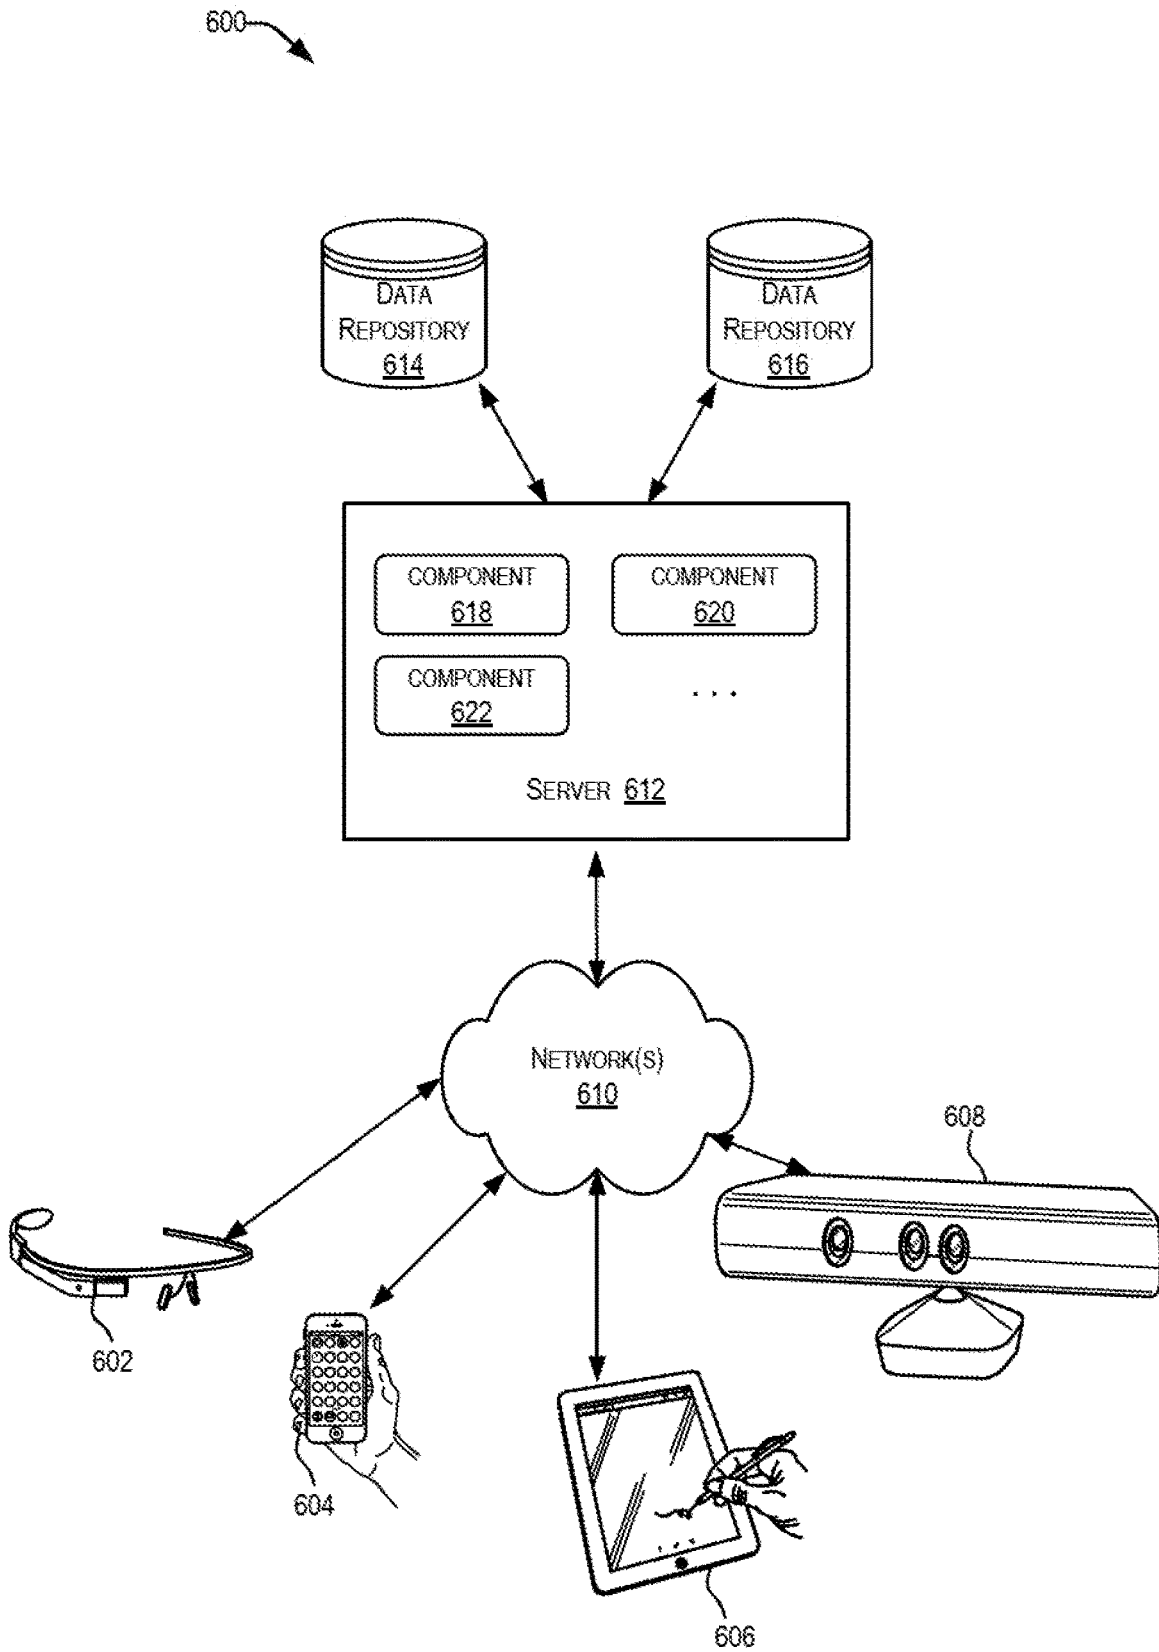 600
DATA
REPOSITORY
614
DATA
REPOSITORY
616
COMPONENT
618
COMPONENT
620
COMPONENT
622
. . .
SERVER 612
NETWORK(S)
610
608
602
604
606